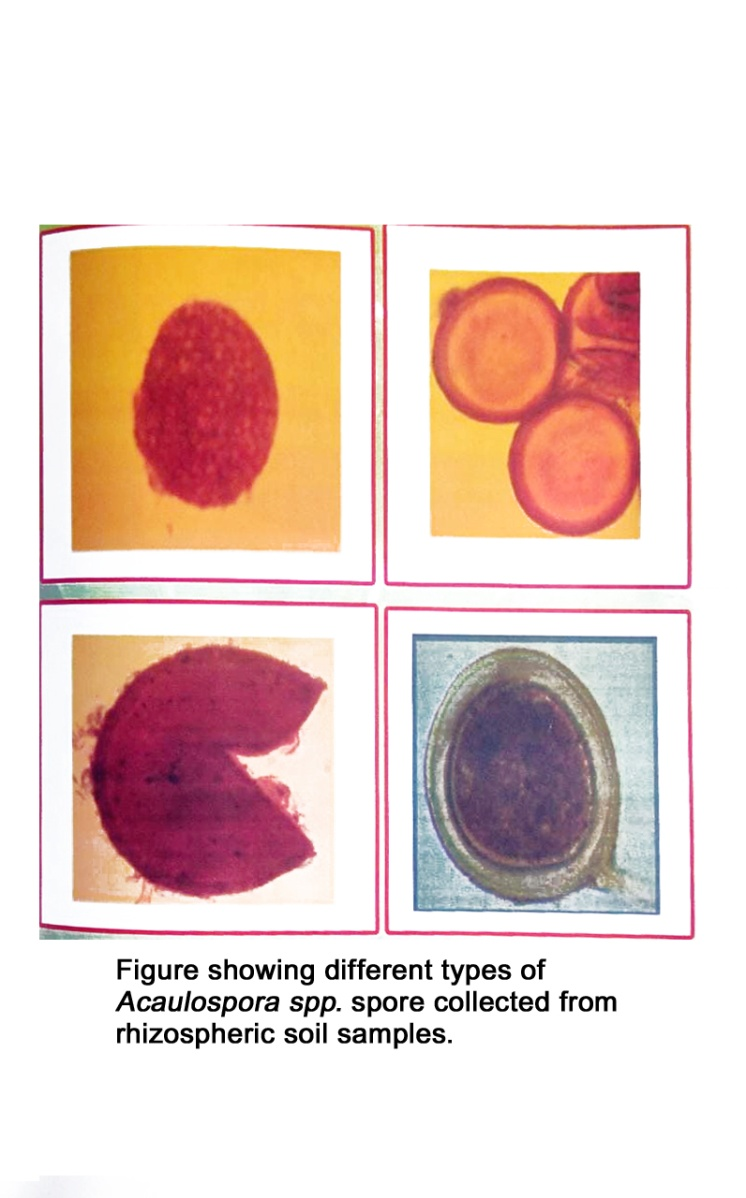 Figure showing different types of
Acaulospora spp. spore collected from
rhizospheric soil samples.